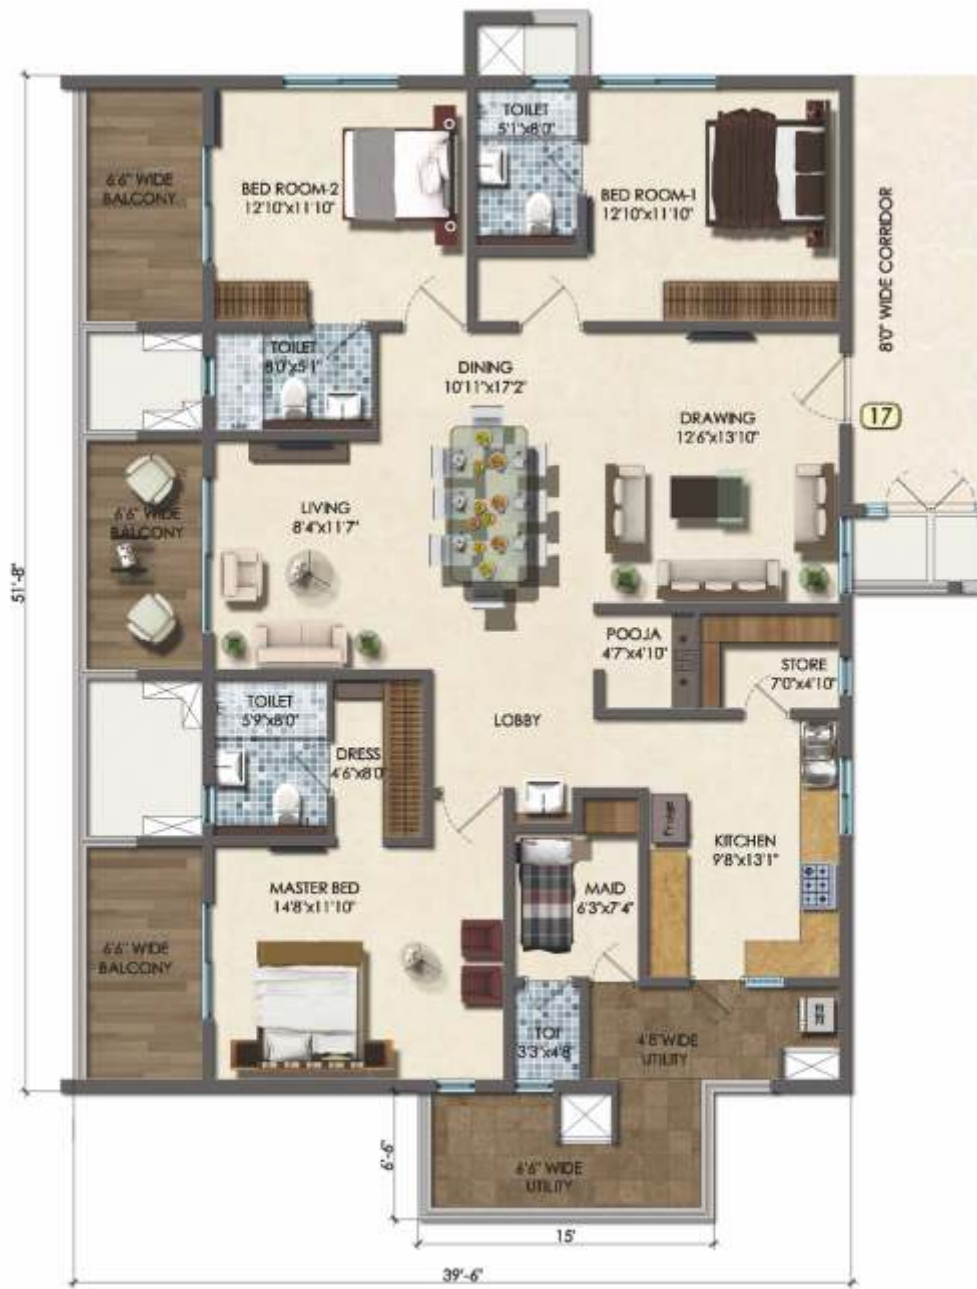 TOILET
5'1"x8'0"
6'6" WIDE
BALCONY
BED ROOM-2
12'10"x11'10"
BED ROOM-1
12'10"x11'10"
8'0" WIDE CORRIDOR
TOILET
8'0"x5'1"
DINING
10'11"x17'2"
DRAWING
12'6"x13'10"
17
6'6" WIDE
BALCONY
LIVING
8'4"x11'7"
51'-8"
POOJA
4'7"x4'10"
STORE
7'0"x4'10"
TOILET
5'9"x8'0"
LOBBY
DRESS
4'6"x8'0"
KITCHEN
9'8"x13'1"
MASTER BED
14'8"x11'10"
MAID
6'3"x7'4"
6'6" WIDE
BALCONY
TOI
3'3"x4'8"
4'8" WIDE
UTILITY
6'-6"
6'6" WIDE
UTILITY
15'
39'-6"